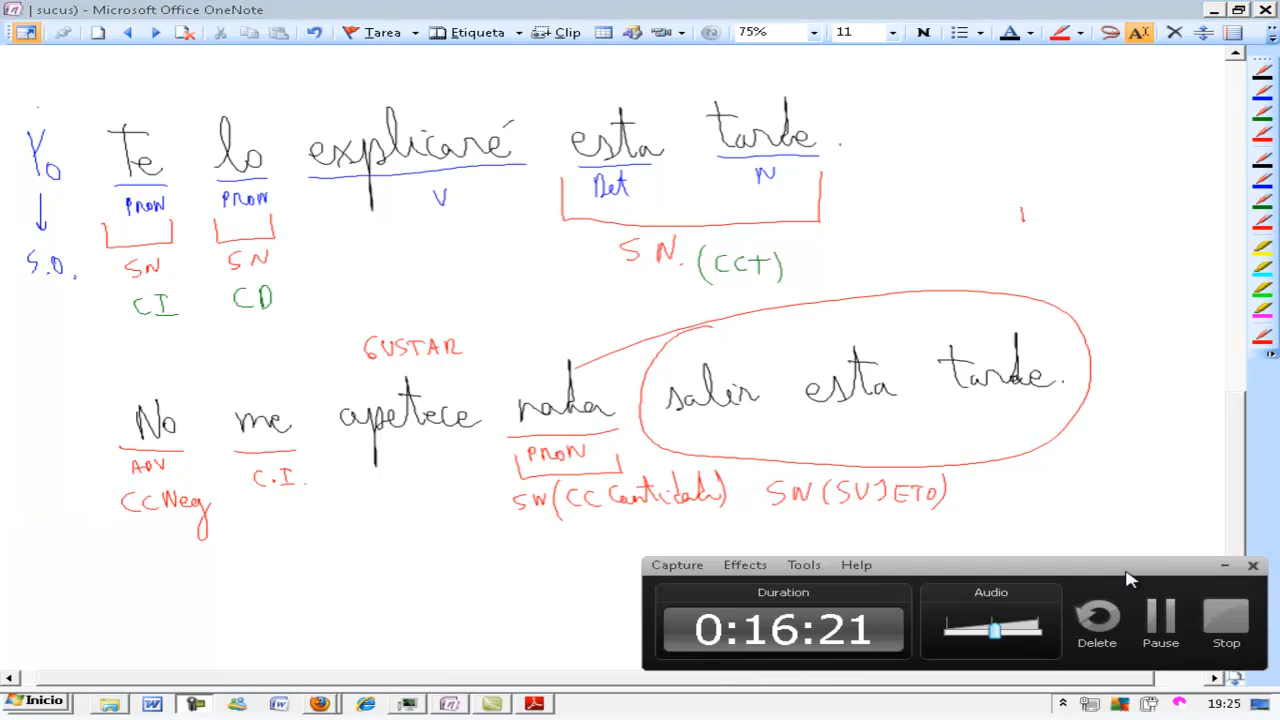 | sucus) - Microsoft Office OneNote
Tarea Etiqueta Clip 75% 11 N A A
Yo Te lo explicaré esta tarde.
PRON PRON V Det N
S.O. SN SN SN. (CCT)
CI CD
GUSTAR
No me apetece nada salir esta tarde.
ADV C.I. PRON
CCNeg SN (CC Cantidad) SN (SUJETO)
Capture Effects Tools Help
Duration Audio
0:16:21
Delete Pause Stop
Inicio 19:25